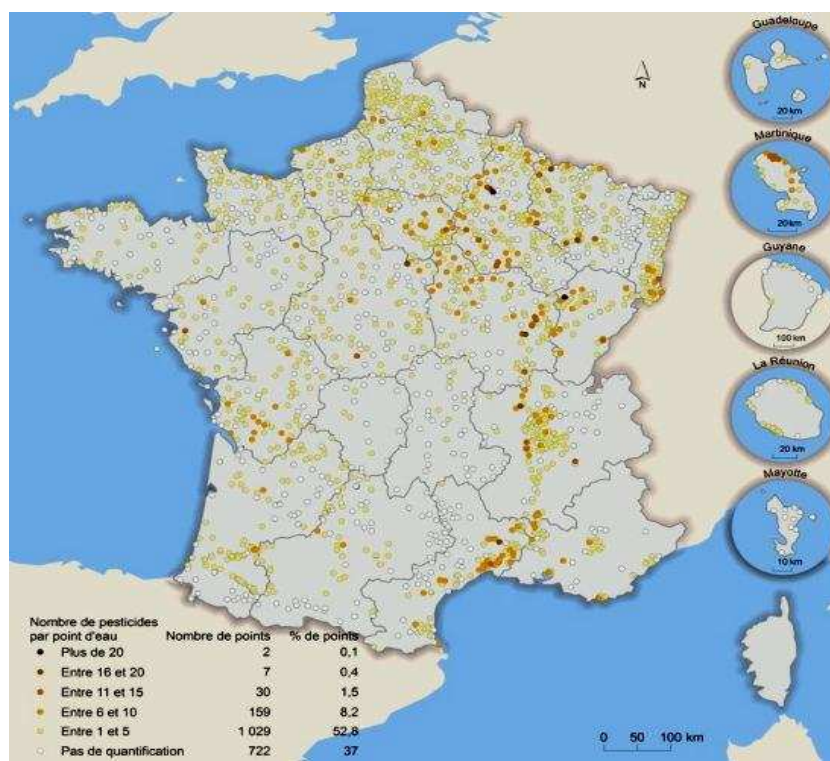 Guadeloupe
20 km
N
Martinique
20 km
Guyane
100 km
La Réunion
20 km
Mayotte
10 km
Nombre de pesticides
par point d'eau Nombre de points % de points
Plus de 20 2 0,1
Entre 16 et 20 7 0,4
Entre 11 et 15 30 1,5
Entre 6 et 10 159 8,2
Entre 1 et 5 1 029 52,8
Pas de quantification 722 37
0 50 100 km